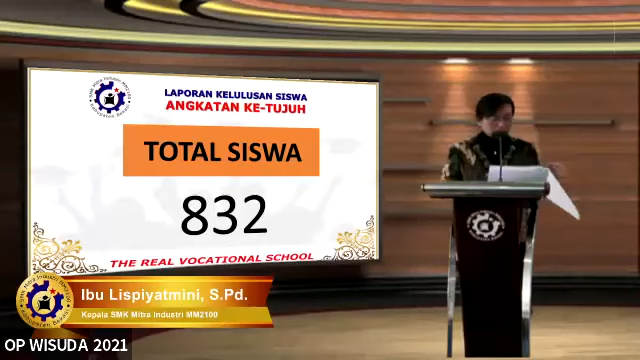 LAPORAN KELULUSAN SISWA
ANGKATAN KE-TUJUH
TOTAL SISWA
832
THE REAL VOCATIONAL SCHOOL
Ibu Lispiyatmini, S.Pd.
Kepala SMK Mitra Industri MM2100
OP WISUDA 2021